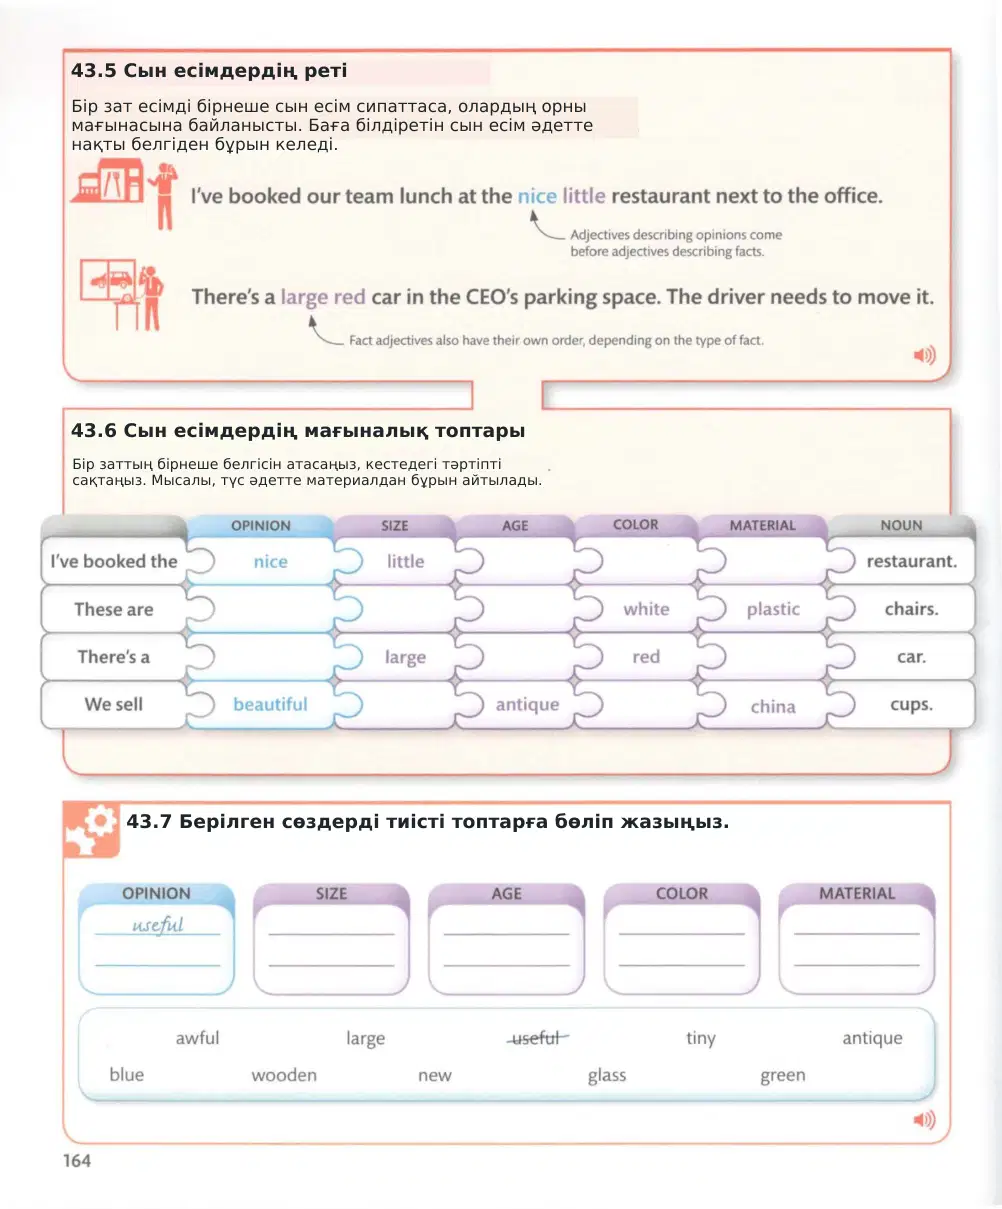 43.5 Сын есімдердің реті
Бір зат есімді бірнеше сын есім сипаттаса, олардың орны
мағынасына байланысты. Баға білдіретін сын есім әдетте
нақты белгіден бұрын келеді.
I've booked our team lunch at the nice little restaurant next to the office.
Adjectives describing opinions come
before adjectives describing facts.
There's a large red car in the CEO's parking space. The driver needs to move it.
Fact adjectives also have their own order, depending on the type of fact.
43.6 Сын есімдердің мағыналық топтары
Бір заттың бірнеше белгісін атасаңыз, кестедегі тәртіпті
сақтаңыз. Мысалы, түс әдетте материалдан бұрын айтылады.
OPINION SIZE AGE COLOR MATERIAL NOUN
I've booked the nice little restaurant.
These are white plastic chairs.
There's a large red car.
We sell beautiful antique china cups.
43.7 Берілген сөздерді тиісті топтарға бөліп жазыңыз.
OPINION SIZE AGE COLOR MATERIAL
useful
awful large useful tiny antique
blue wooden new glass green
164